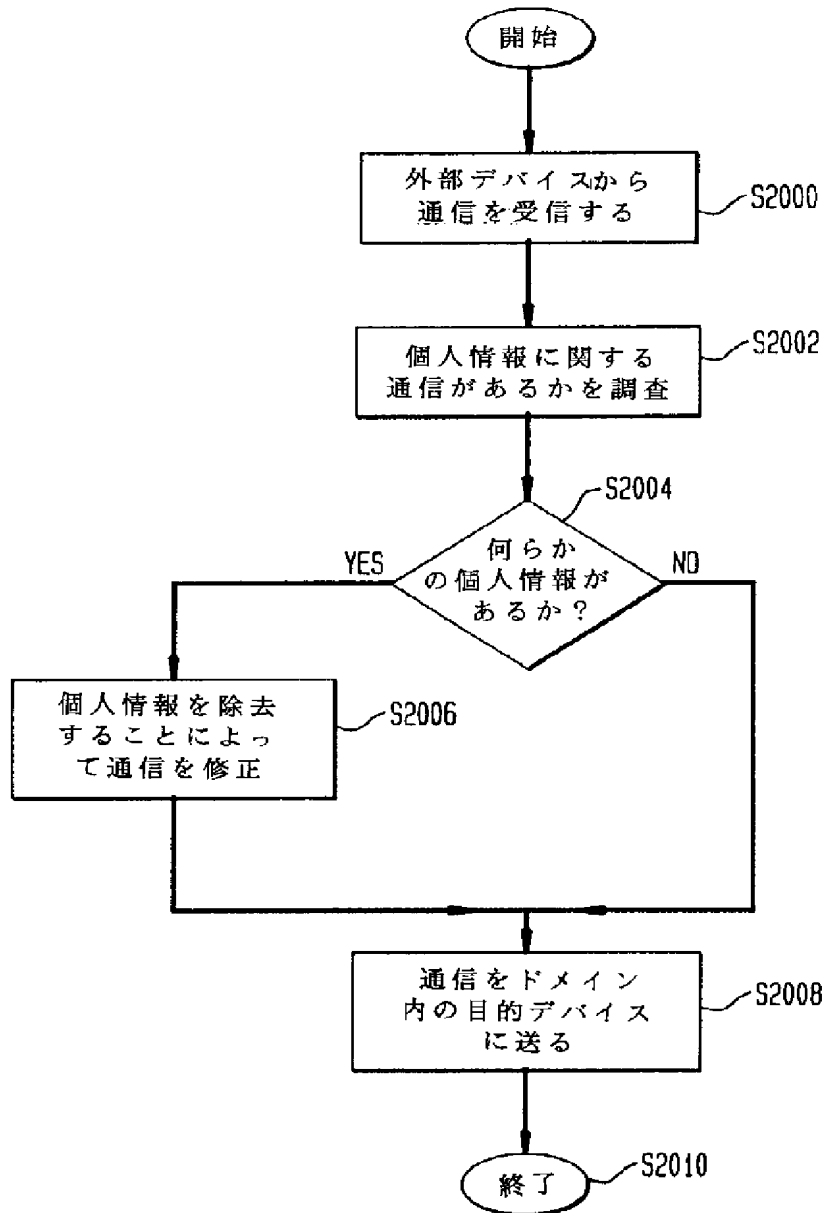 開始
外部デバイスから
通信を受信する
S2000
個人情報に関する
通信があるかを調査
S2002
S2004
何らか
の個人情報が
あるか?
YES
NO
個人情報を除去
することによっ
て通信を修正
S2006
通信をドメイン
内の目的デバイス
に送る
S2008
終了
S2010